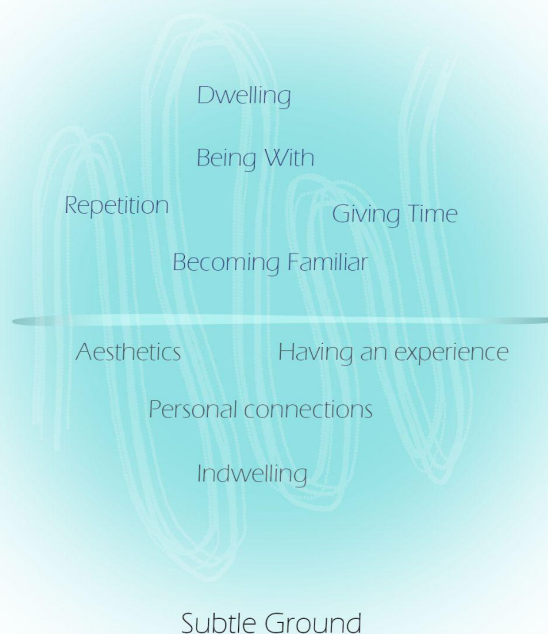 Dwelling
Being With
Repetition
Giving Time
Becoming Familiar
Aesthetics
Having an experience
Personal connections
Indwelling
Subtle Ground